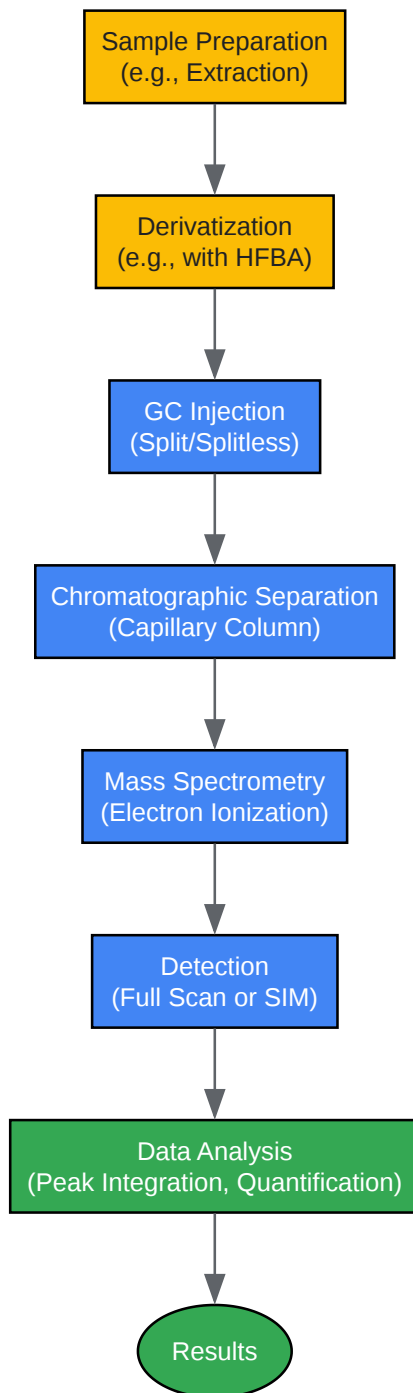 Sample Preparation
(e.g., Extraction)
Derivatization
(e.g., with HFBA)
GC Injection
(Split/Splitless)
Chromatographic Separation
(Capillary Column)
Mass Spectrometry
(Electron Ionization)
Detection
(Full Scan or SIM)
Data Analysis
(Peak Integration, Quantification)
Results